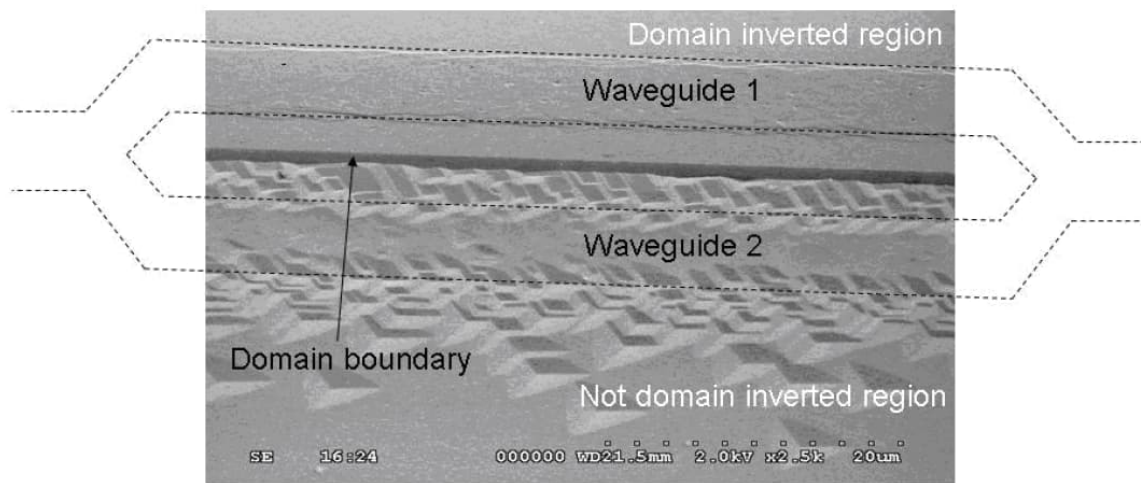 Domain inverted region
Waveguide 1
Waveguide 2
Domain boundary
Not domain inverted region
SE 16:24 000000 WD21.5mm 2.0kV x2.5k 20um